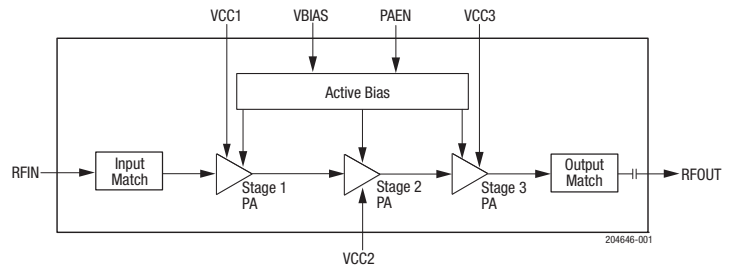 VCC1
VBIAS
PAEN
VCC3
Active Bias
RFIN
Input
Match
Stage 1
PA
Stage 2
PA
Stage 3
PA
Output
Match
RFOUT
204646-001
VCC2